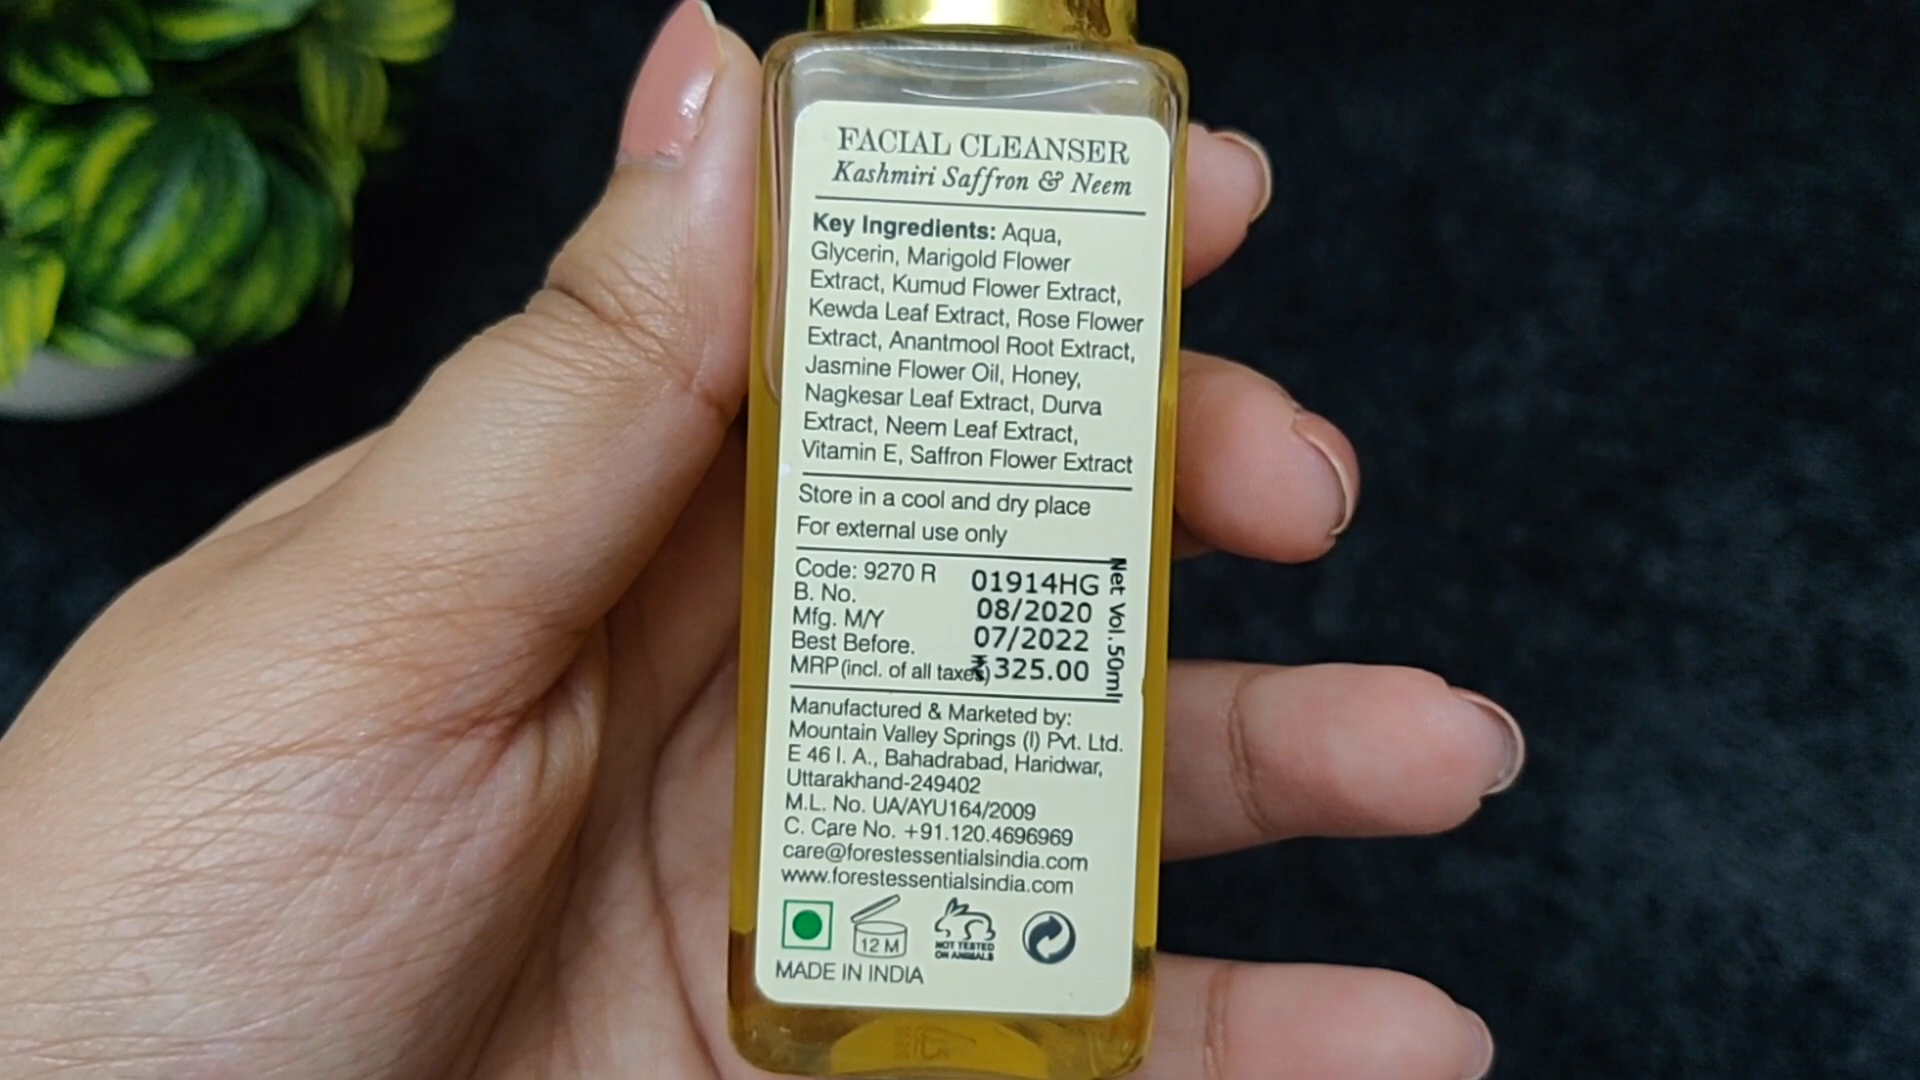 FACIAL CLEANSER
Kashmiri Saffron & Neem
Key Ingredients: Aqua,
Glycerin, Marigold Flower
Extract, Kumud Flower Extract,
Kewda Leaf Extract, Rose Flower
Extract, Anantmool Root Extract,
Jasmine Flower Oil, Honey,
Nagkesar Leaf Extract, Durva
Extract, Neem Leaf Extract,
Vitamin E, Saffron Flower Extract
Store in a cool and dry place
For external use only
Code: 9270 R
B. No. 01914HG
Mfg. M/Y 08/2020
Best Before. 07/2022
MRP (incl. of all taxes) ₹325.00
Net Vol.50ml
Manufactured & Marketed by:
Mountain Valley Springs (I) Pvt. Ltd.
E 46 I. A., Bahadrabad, Haridwar,
Uttarakhand-249402
M.L. No. UA/AYU164/2009
C. Care No. +91.120.4696969
care@forestessentialsindia.com
www.forestessentialsindia.com
12 M
NOT TESTED
ON ANIMALS
MADE IN INDIA